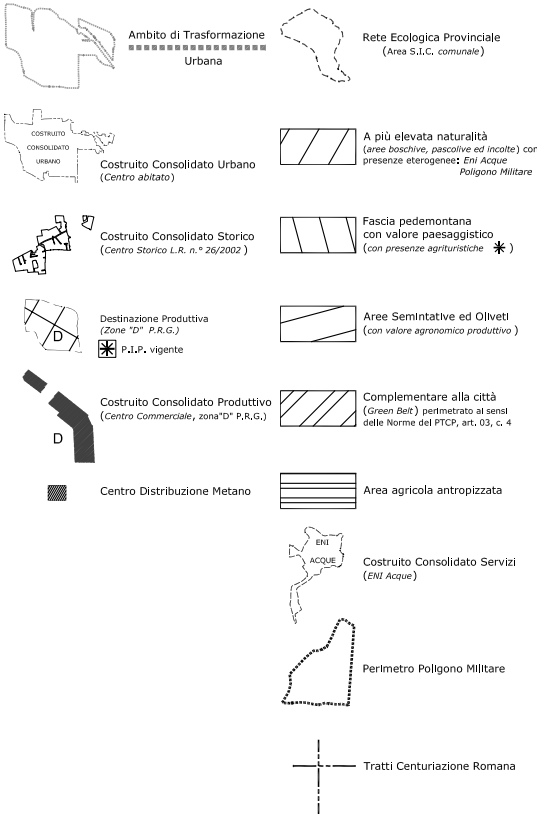 Ambito di Trasformazione
Urbana
COSTRUITO
CONSOLIDATO
URBANO
Costruito Consolidato Urbano
(Centro abitato)
Costruito Consolidato Storico
(Centro Storico L.R. n.° 26/2002 )
D
Destinazione Produttiva
(Zone "D" P.R.G.)
P.I.P. vigente
Costruito Consolidato Produttivo
(Centro Commerciale, zona"D" P.R.G.)
D
Centro Distribuzione Metano
Rete Ecologica Provinciale
(Area S.I.C. comunale)
A più elevata naturalità
(aree boschive, pascolive ed incolte) con
presenze eterogenee: Eni Acque
Poligono Militare
Fascia pedemontana
con valore paesaggistico
(con presenze agrituristiche )
Aree Semintative ed Oliveti
(con valore agronomico produttivo )
Complementare alla città
(Green Belt) perimetrato ai sensi
delle Norme del PTCP, art. 03, c. 4
Area agricola antropizzata
ENI
ACQUE
Costruito Consolidato Servizi
(ENI Acque)
Perimetro Poligono Militare
Tratti Centuriazione Romana